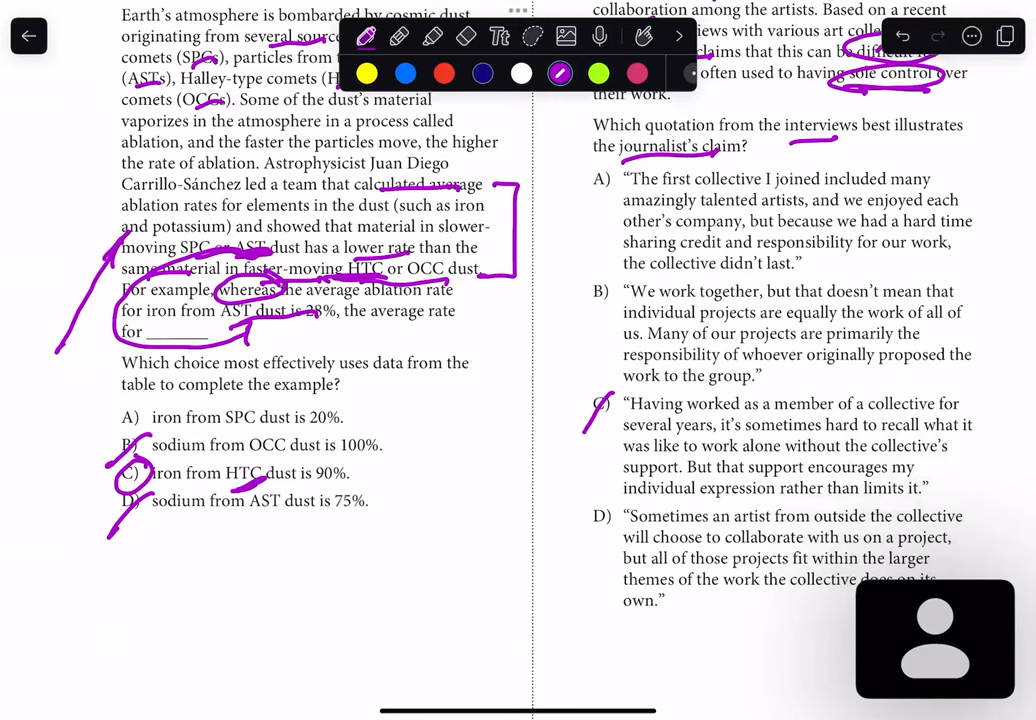 Earth's atmosphere is bombarded by cosmic dust
originating from several
comets (SPCs), particles from
(ASTs), Halley-type comets
comets (OCCs). Some of the dust's material
vaporizes in the atmosphere in a process called
ablation, and the faster the particles move, the higher
the rate of ablation. Astrophysicist Juan Diego
Carrillo-Sánchez led a team that calculated average
ablation rates for elements in the dust (such as iron
and potassium) and showed that material in slower-
moving SPC or AST dust has a lower rate than the
same material in faster-moving HTC or OCC dust.
For example, whereas the average ablation rate
for iron from AST dust is 28%, the average rate
for ________
Which choice most effectively uses data from the
table to complete the example?
A) iron from SPC dust is 20%.
B) sodium from OCC dust is 100%.
C) iron from HTC dust is 90%.
D) sodium from AST dust is 75%.
Tt
collaboration among the artists. Based on a recent
with various art
claims that this can be
often used to having sole control over
their work.
Which quotation from the interviews best illustrates
the journalist's claim?
A) “The first collective I joined included many
amazingly talented artists, and we enjoyed each
other's company, but because we had a hard time
sharing credit and responsibility for our work,
the collective didn't last.”
B) “We work together, but that doesn't mean that
individual projects are equally the work of all of
us. Many of our projects are primarily the
responsibility of whoever originally proposed the
work to the group.”
C) “Having worked as a member of a collective for
several years, it's sometimes hard to recall what it
was like to work alone without the collective's
support. But that support encourages my
individual expression rather than limits it.”
D) “Sometimes an artist from outside the collective
will choose to collaborate with us on a project,
but all of those projects fit within the larger
themes of the work the collective does on its
own.”